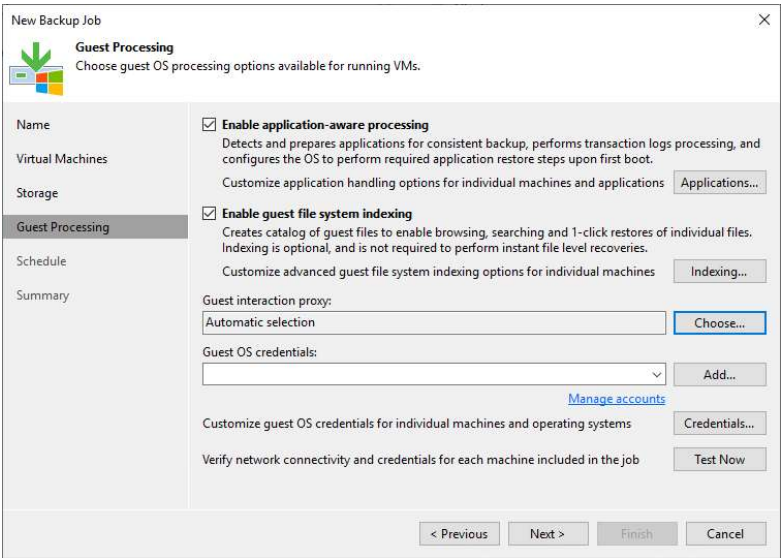 New Backup Job
Guest Processing
Choose guest OS processing options available for running VMs.
Name
Virtual Machines
Storage
Guest Processing
Schedule
Summary
Enable application-aware processing
Detects and prepares applications for consistent backup, performs transaction logs processing, and
configures the OS to perform required application restore steps upon first boot.
Customize application handling options for individual machines and applications
Applications...
Enable guest file system indexing
Creates catalog of guest files to enable browsing, searching and 1-click restores of individual files.
Indexing is optional, and is not required to perform instant file level recoveries.
Customize advanced guest file system indexing options for individual machines
Indexing...
Guest interaction proxy:
Automatic selection
Choose...
Guest OS credentials:
Add...
Manage accounts
Customize guest OS credentials for individual machines and operating systems
Credentials...
Verify network connectivity and credentials for each machine included in the job
Test Now
< Previous
Next >
Finish
Cancel